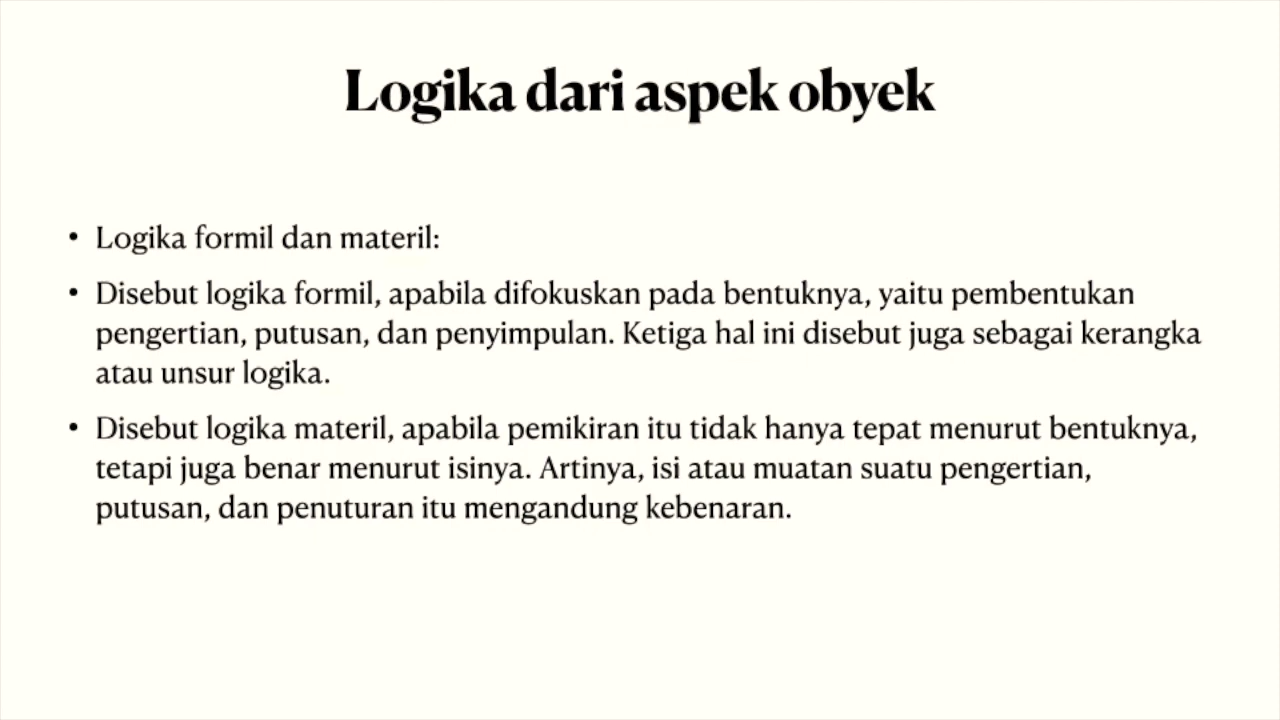 Logika dari aspek obyek
• Logika formil dan materil:
• Disebut logika formil, apabila difokuskan pada bentuknya, yaitu pembentukan
pengertian, putusan, dan penyimpulan. Ketiga hal ini disebut juga sebagai kerangka
atau unsur logika.
• Disebut logika materil, apabila pemikiran itu tidak hanya tepat menurut bentuknya,
tetapi juga benar menurut isinya. Artinya, isi atau muatan suatu pengertian,
putusan, dan penuturan itu mengandung kebenaran.